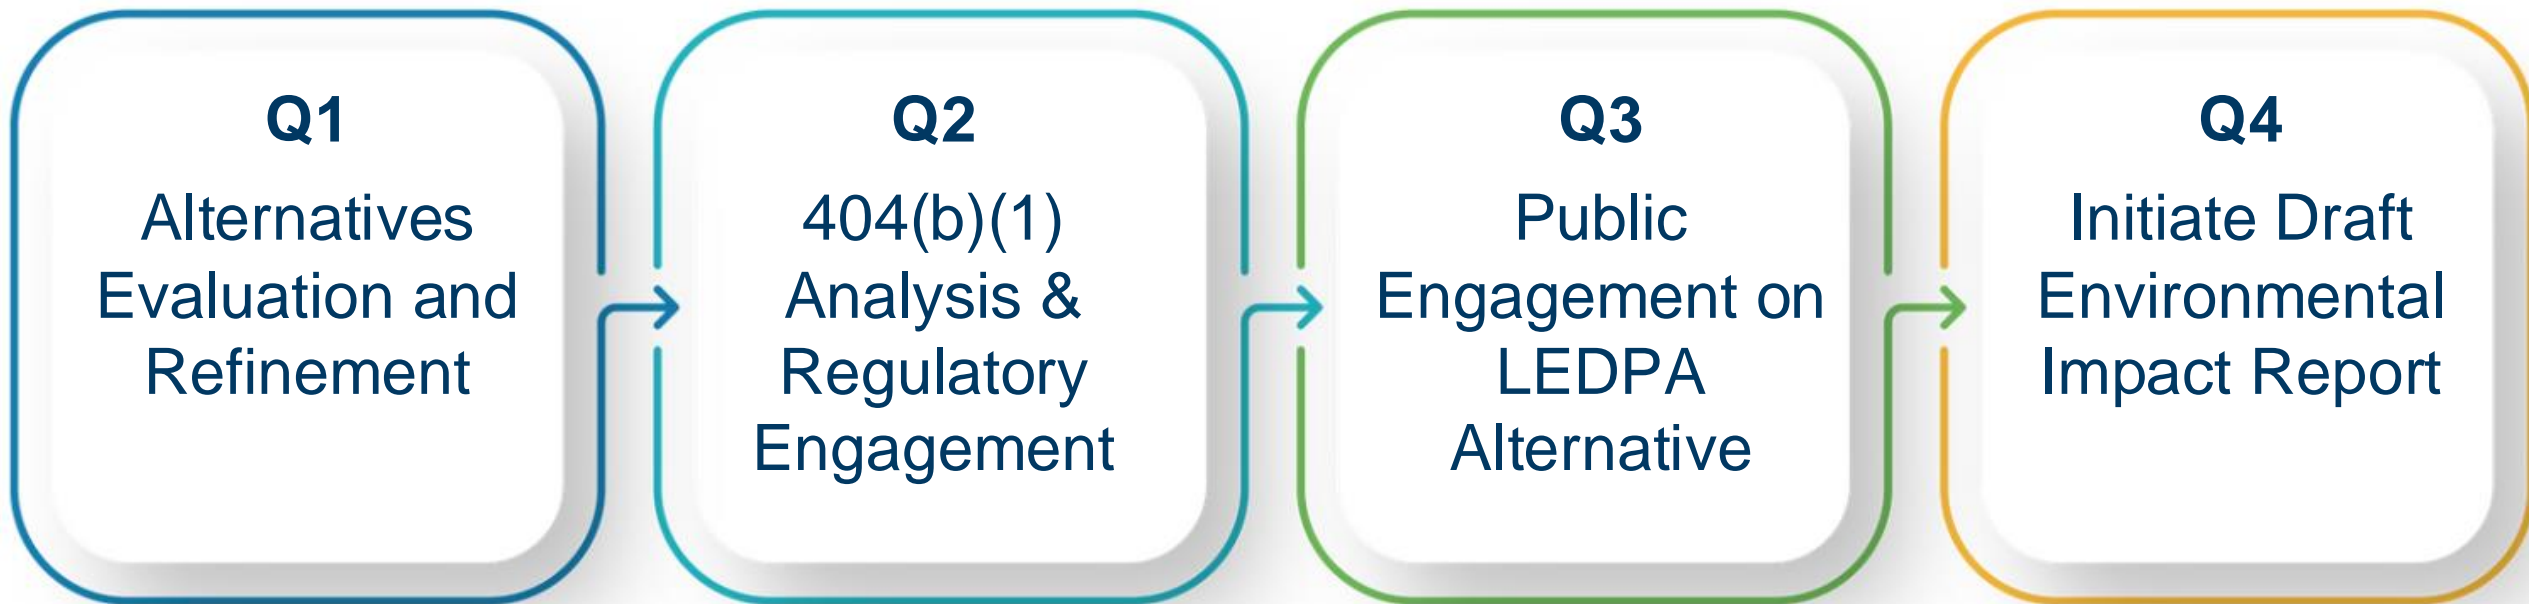 Q1
Alternatives
Evaluation and
Refinement
Q2
404(b)(1)
Analysis &
Regulatory
Engagement
Q3
Public
Engagement on
LEDPA
Alternative
Q4
Initiate Draft
Environmental
Impact Report